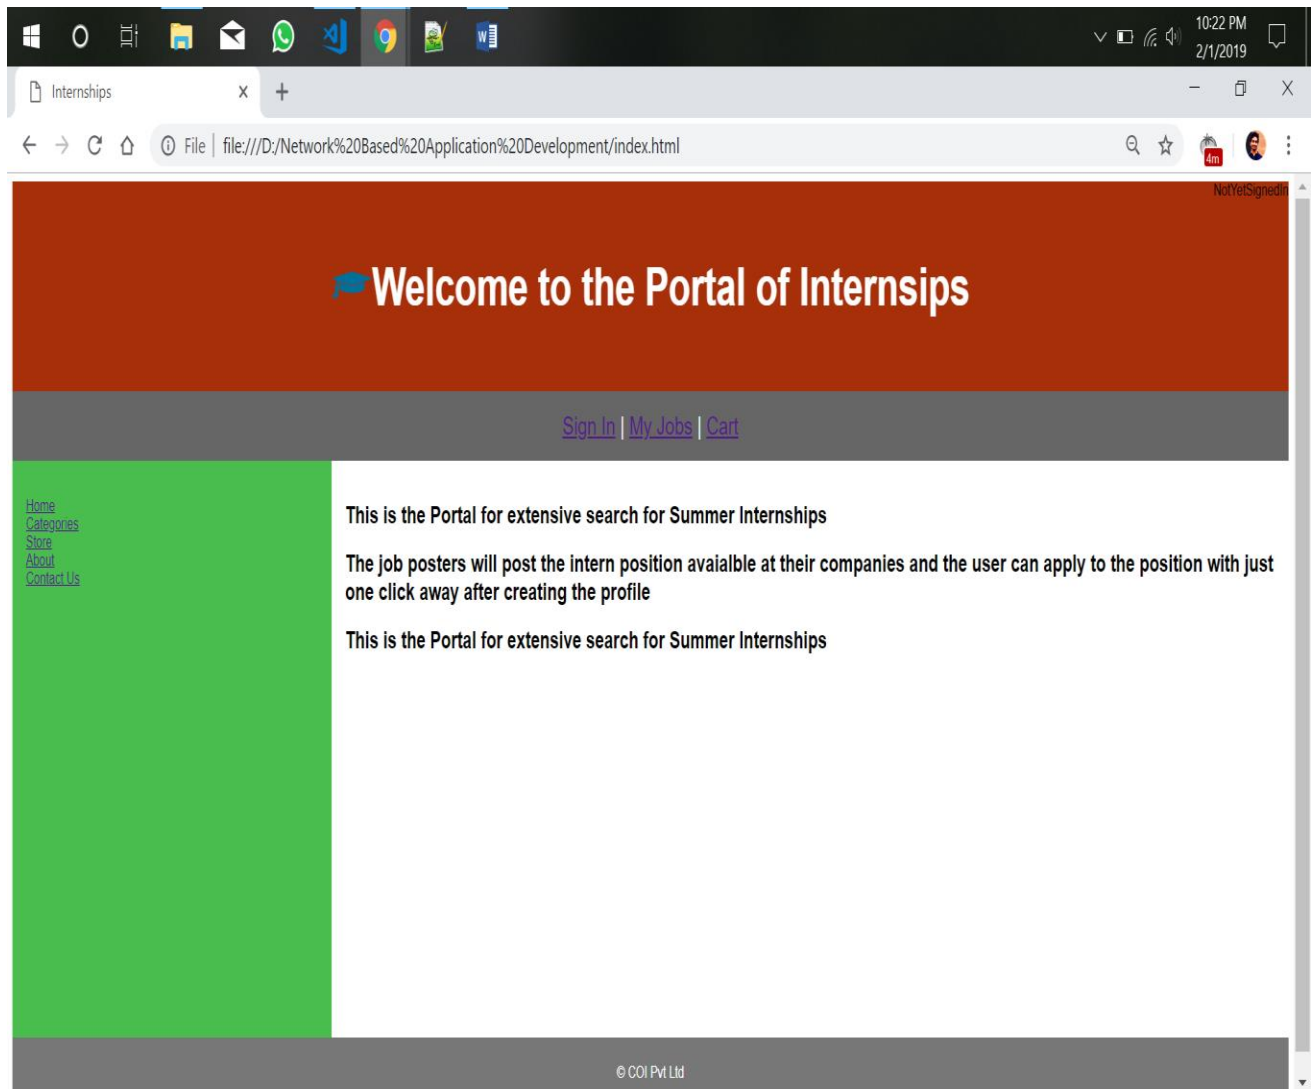 10:22 PM
2/1/2019
Internships
File | file:///D:/Network%20Based%20Application%20Development/index.html
4m
NotYetSignedIn
Welcome to the Portal of Internsips
Sign In | My Jobs | Cart
Home
Categories
Store
About
Contact Us
This is the Portal for extensive search for Summer Internships
The job posters will post the intern position avaialble at their companies and the user can apply to the position with just
one click away after creating the profile
This is the Portal for extensive search for Summer Internships
© COI Pvt Ltd